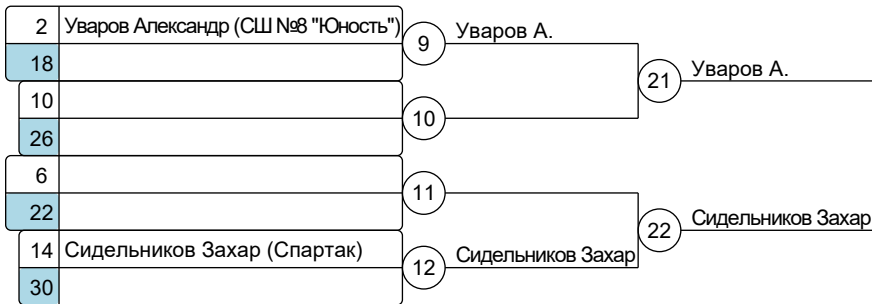 2 Уваров Александр (СШ №8 "Юность")
9 Уваров А.
18
21 Уваров А.
10
10
26
6
11
22
22 Сидельников Захар
14 Сидельников Захар (Спартак)
12 Сидельников Захар
30